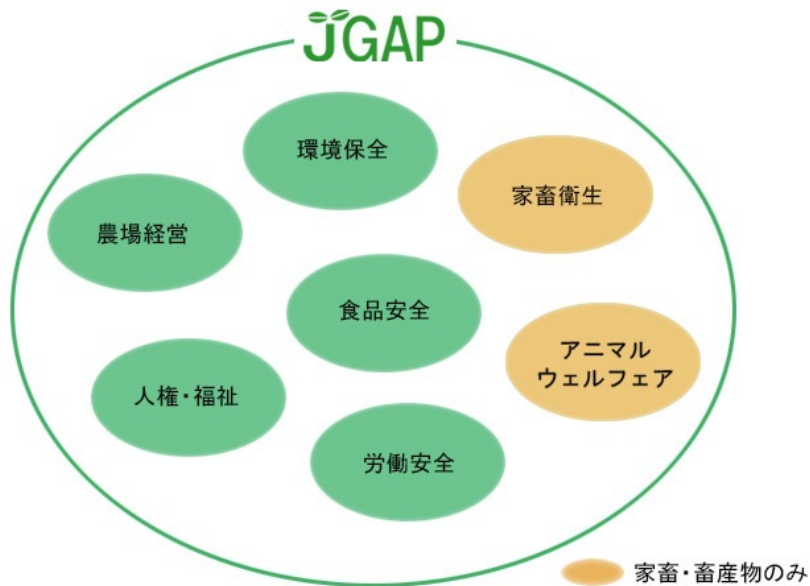 JGAP
環境保全
家畜衛生
農場経営
食品安全
アニマル
ウェルフェア
人権・福祉
労働安全
家畜・畜産物のみ